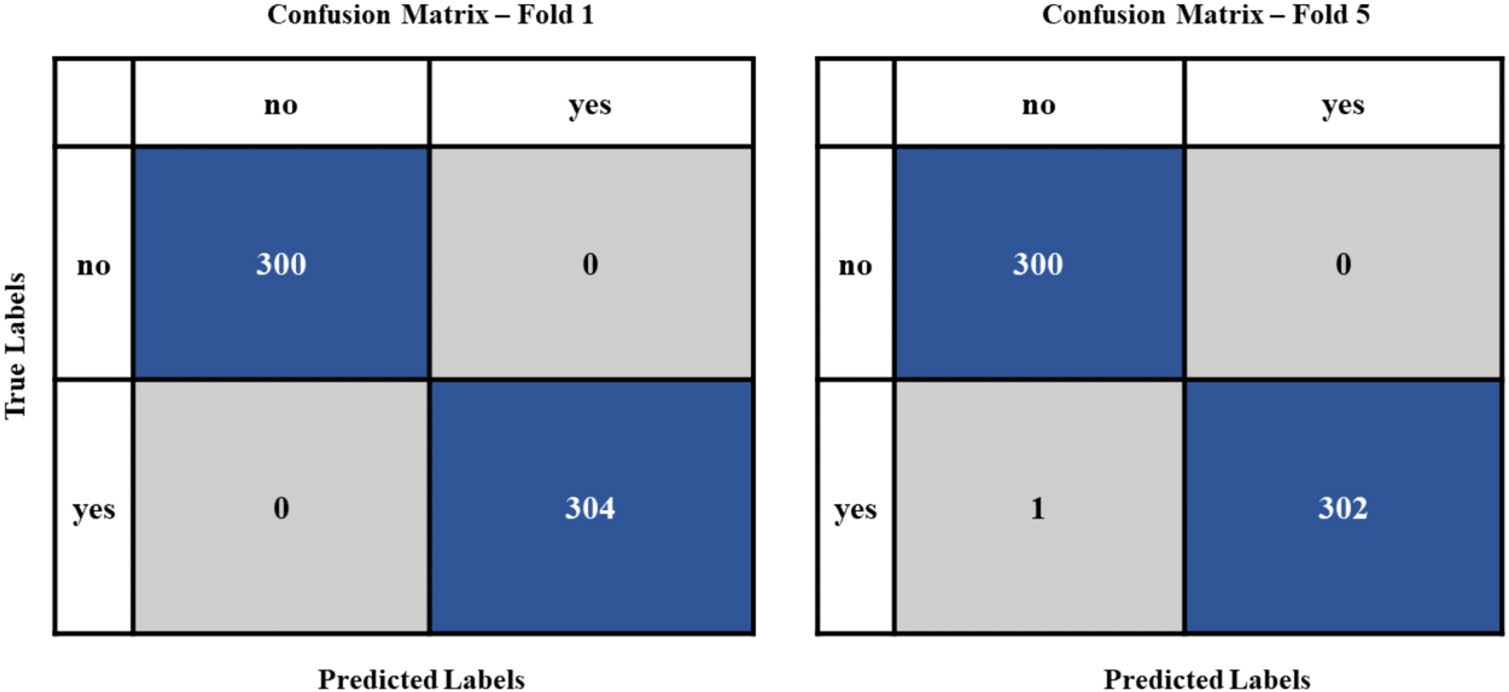 Confusion Matrix – Fold 1
no yes
no 300 0
True Labels
yes 0 304
Predicted Labels
Confusion Matrix – Fold 5
no yes
no 300 0
yes 1 302
Predicted Labels